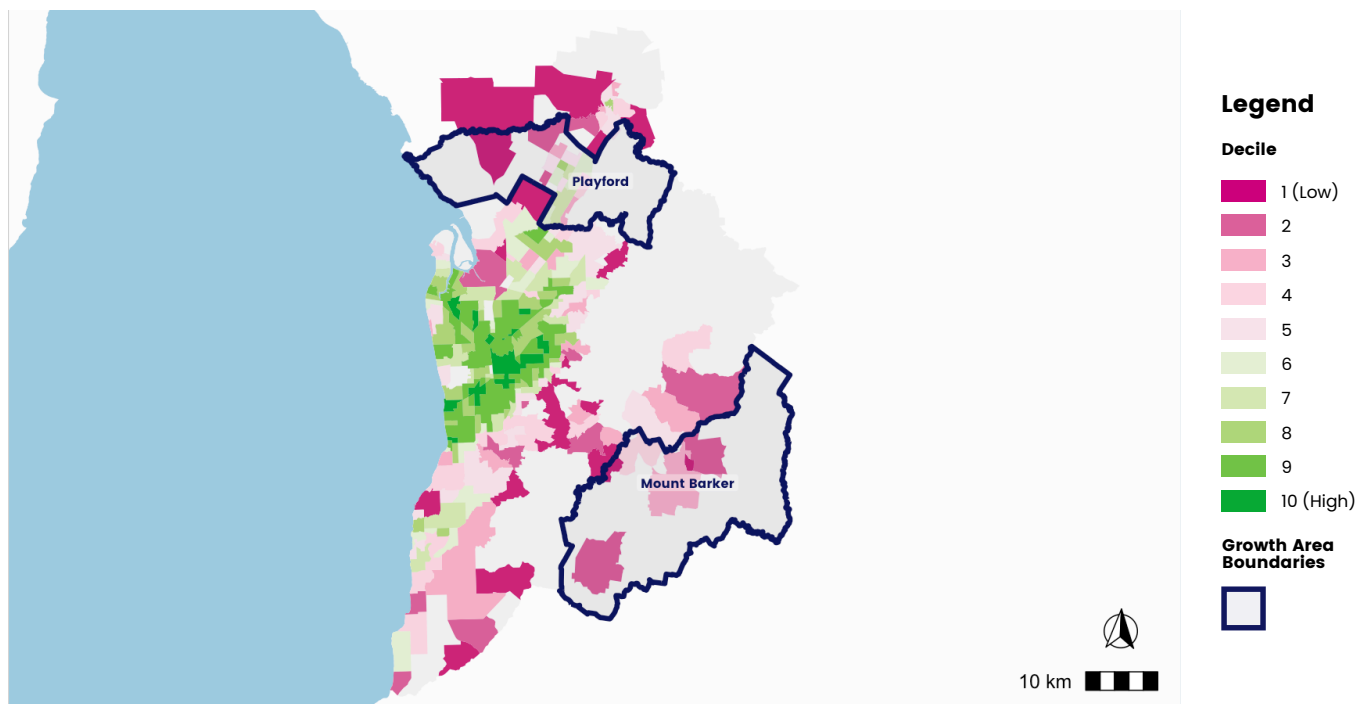 Playford
Mount Barker
10 km
Legend
Decile
1 (Low)
2
3
4
5
6
7
8
9
10 (High)
Growth Area
Boundaries